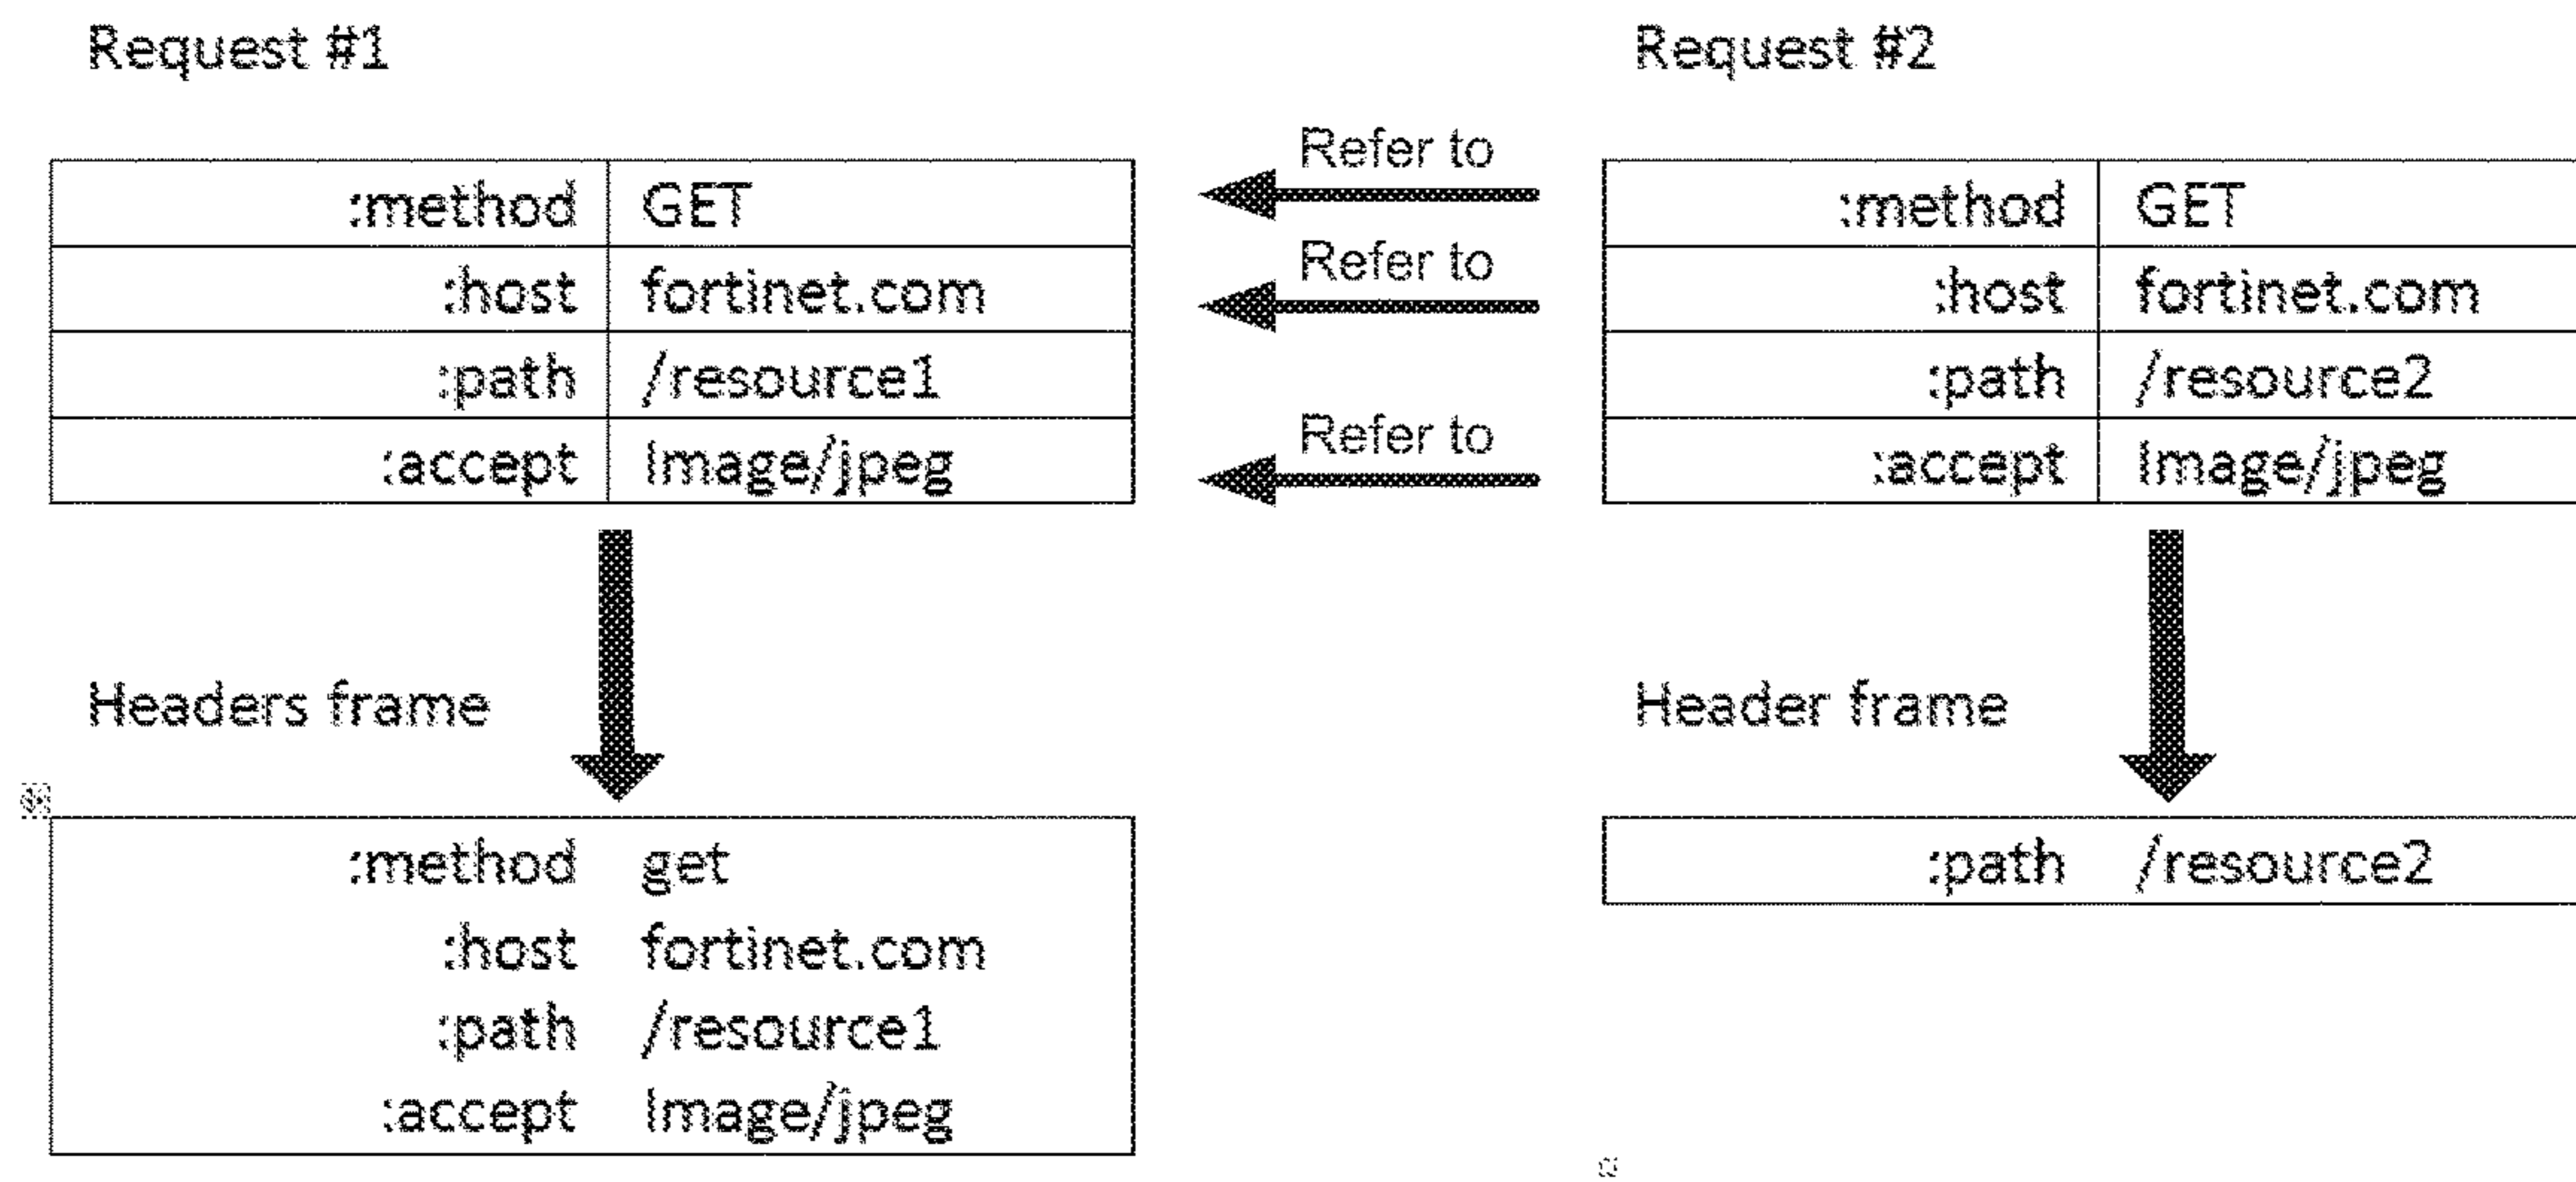 Request #1
:method GET
:host fortinet.com
:path /resource1
:accept Image/jpeg
Refer to
Refer to
Refer to
Request #2
:method GET
:host fortinet.com
:path /resource2
:accept Image/jpeg
Headers frame
:method get
:host fortinet.com
:path /resource1
:accept Image/jpeg
Header frame
:path /resource2